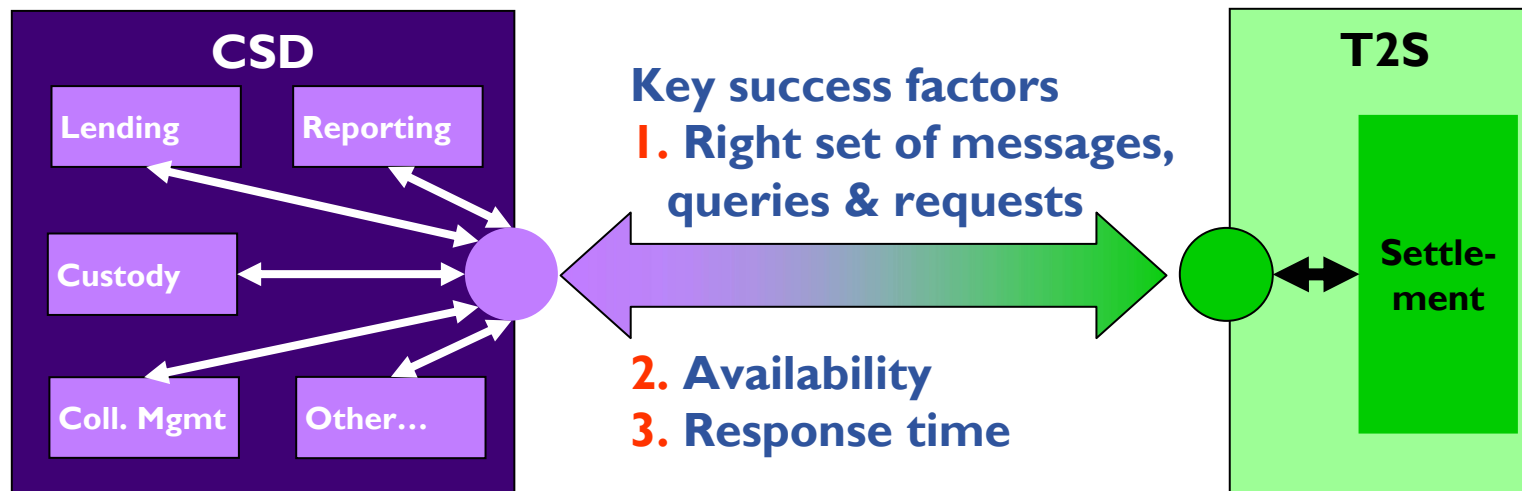 CSD
Lending
Reporting
Custody
Coll. Mgmt
Other…
Key success factors
1. Right set of messages,
queries & requests
2. Availability
3. Response time
T2S
Settle-
ment